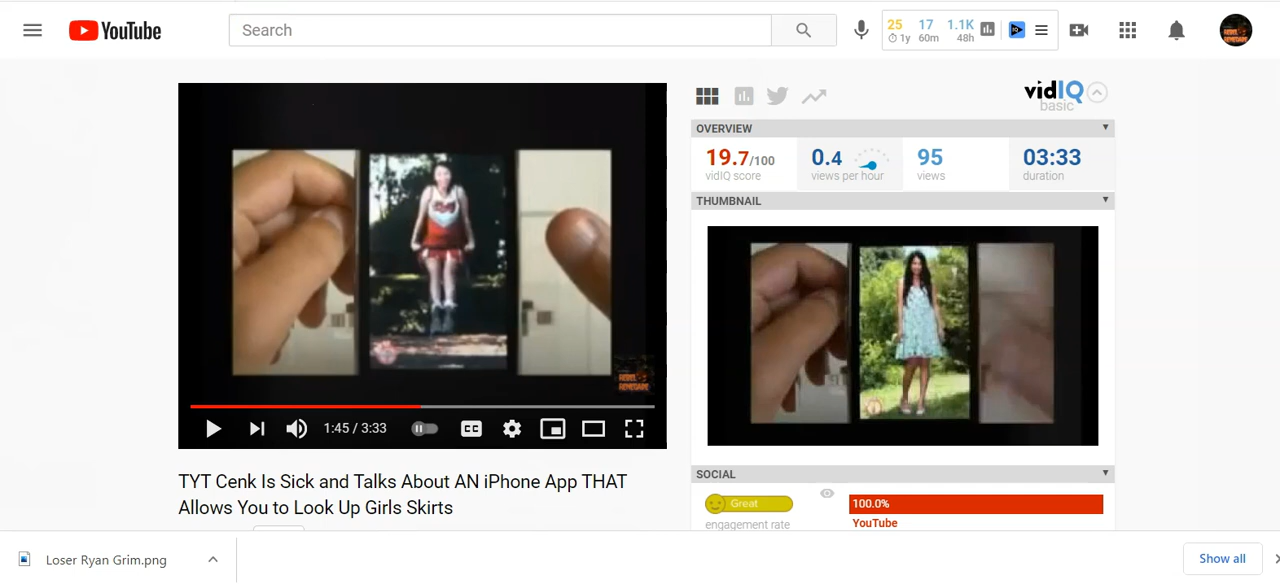 YouTube
Search
25 17 1.1K
1y 60m 48h
vidIQ
basic
OVERVIEW
19.7/100
vidIQ score
0.4
views per hour
95
views
03:33
duration
THUMBNAIL
1:45 / 3:33
CC
TYT Cenk Is Sick and Talks About AN iPhone App THAT
Allows You to Look Up Girls Skirts
SOCIAL
Great
engagement rate
100.0%
YouTube
Loser Ryan Grim.png
Show all